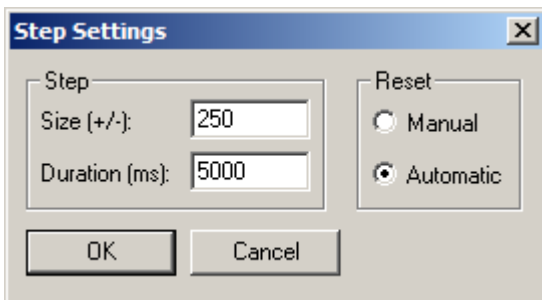 Step Settings
Step
Size (+/-): 250
Duration (ms): 5000
Reset
Manual
Automatic
OK
Cancel